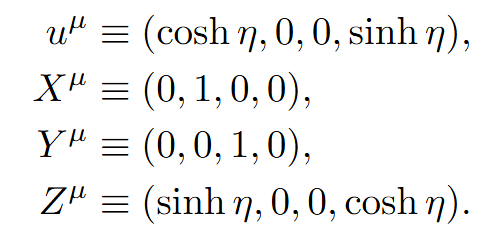 u^μ ≡ (cosh η, 0, 0, sinh η),
X^μ ≡ (0, 1, 0, 0),
Y^μ ≡ (0, 0, 1, 0),
Z^μ ≡ (sinh η, 0, 0, cosh η).